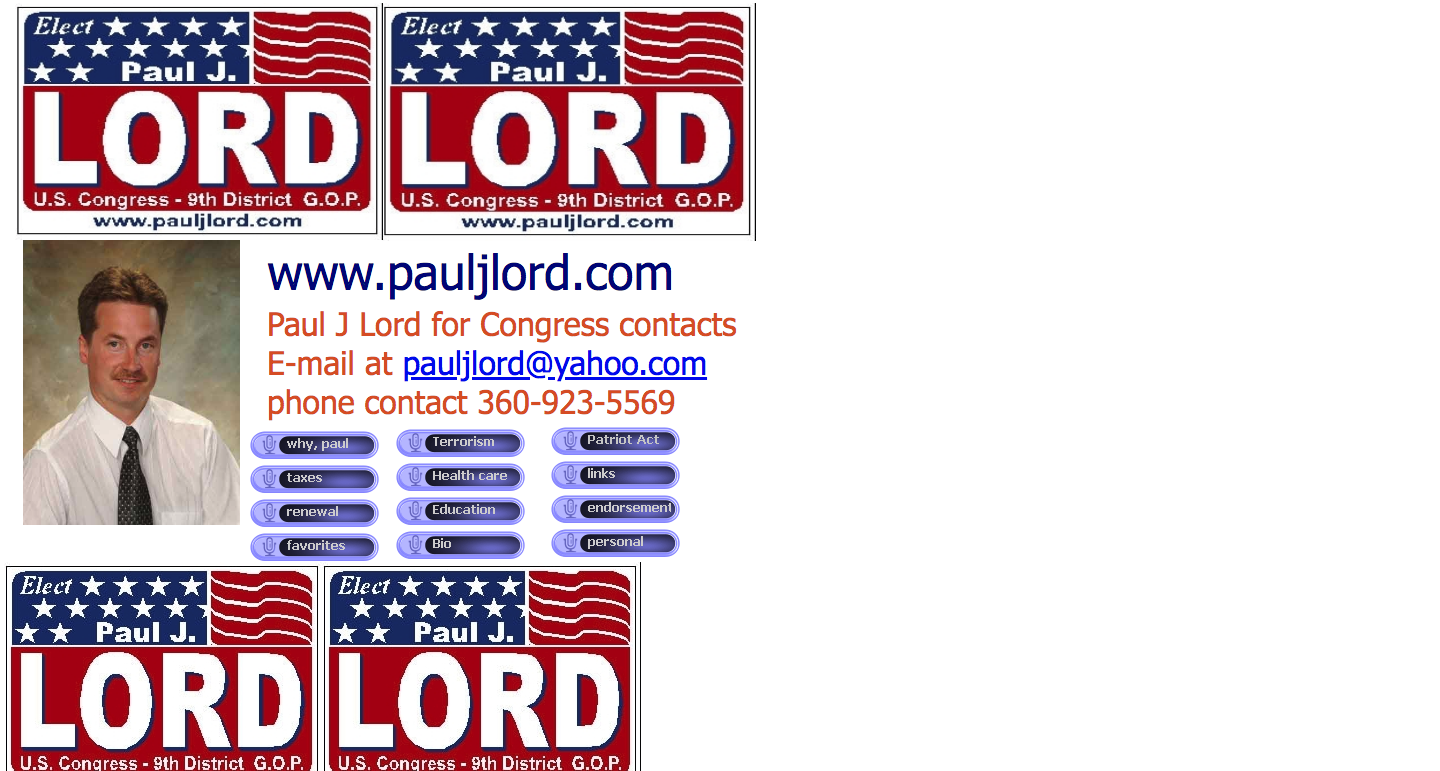 Elect
Paul J.
LORD
U.S. Congress - 9th District G.O.P.
www.pauljlord.com
Elect
Paul J.
LORD
U.S. Congress - 9th District G.O.P.
www.pauljlord.com
www.pauljlord.com
Paul J Lord for Congress contacts
E-mail at pauljlord@yahoo.com
phone contact 360-923-5569
why, paul
Terrorism
Patriot Act
taxes
Health care
links
renewal
Education
endorsement
favorites
Bio
personal
Elect
Paul J.
LORD
U.S. Congress - 9th District G.O.P.
Elect
Paul J.
LORD
U.S. Congress - 9th District G.O.P.